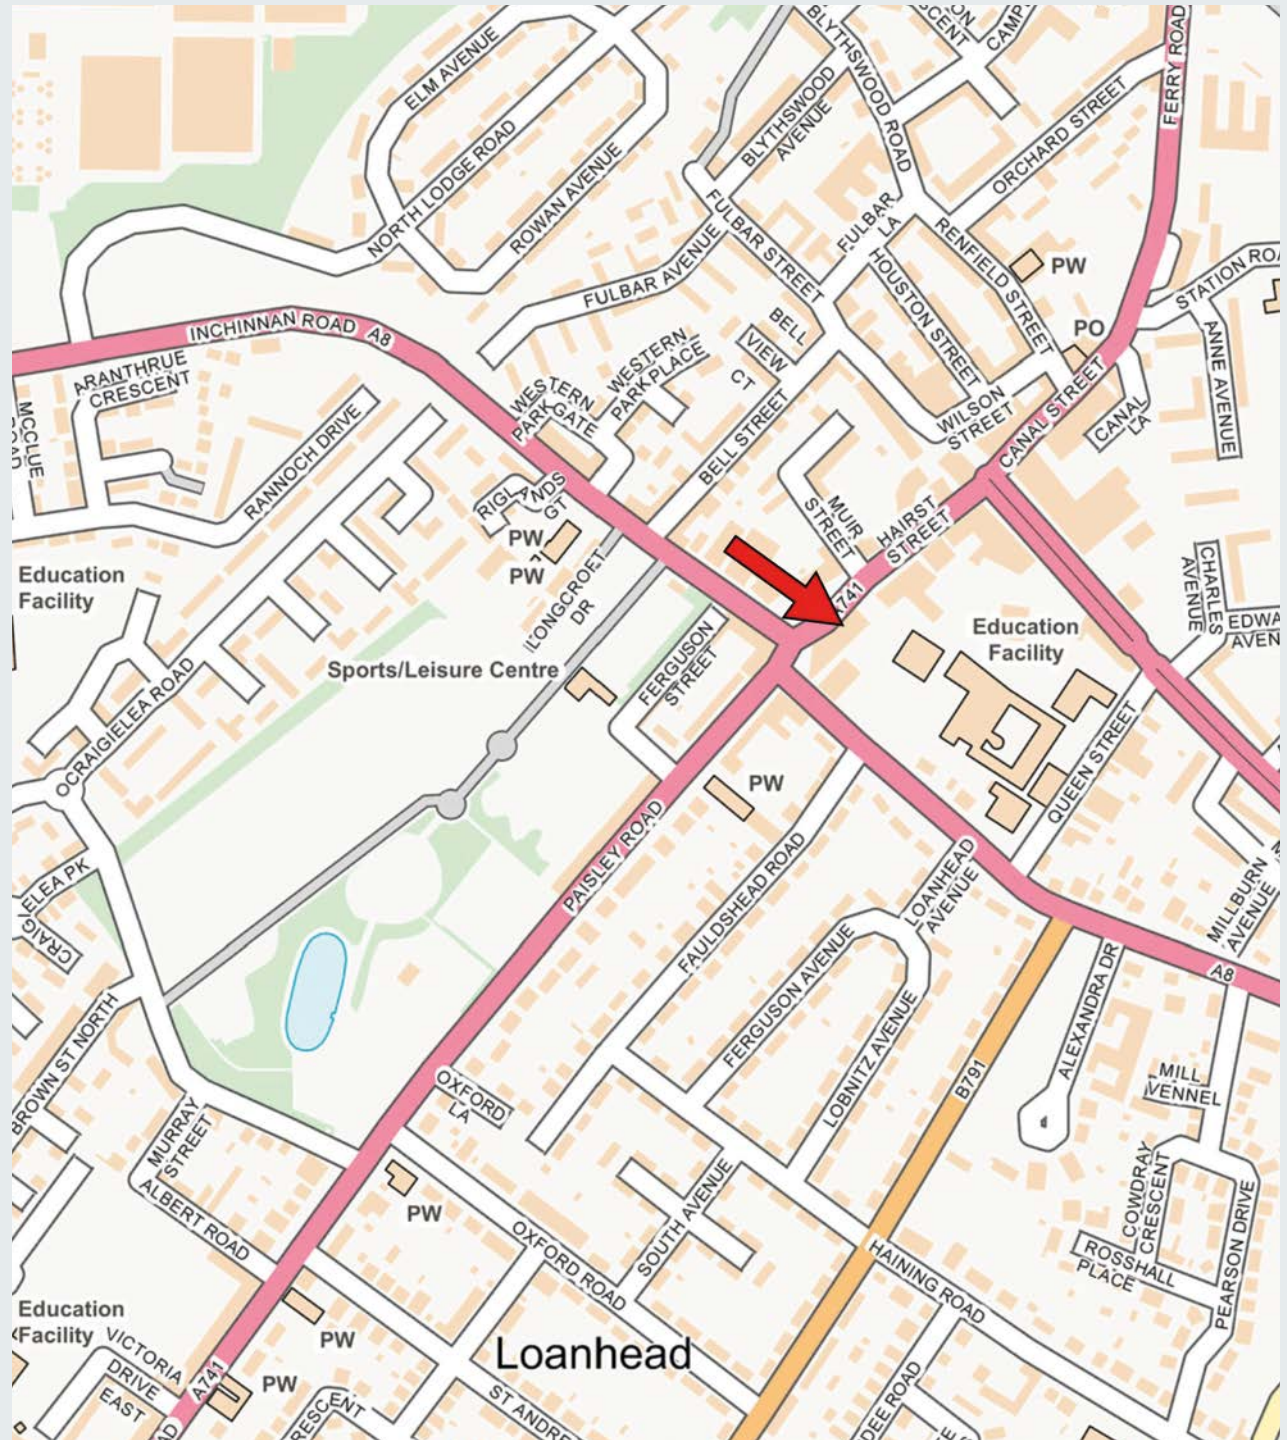 ELM AVENUE
NORTH LODGE ROAD
ROWAN AVENUE
BLYTHSWOOD
AVENUE
BLYTHSWOOD ROAD
ORCHARD STREET
FERRY ROAD
FULBAR
LA
FULBAR STREET
FULBAR AVENUE
RENFIELD STREET
HOUSTON STREET
PW
STATION ROA
PO
ANNE AVENUE
INCHINNAN ROAD A8
ARANTHRUE
CRESCENT
MCCLUE
RANNOCH DRIVE
WESTERN
PARK GATE
WESTERN
PARK PLACE
BELL
VIEW
CT
BELL STREET
WILSON
STREET
CANAL STREET
CANAL
LA
MUIR
STREET
HAIRST
STREET
A741
RIGLANDS
GT
PW
PW
LONGCROFT
DR
Education
Facility
CHARLES
AVENUE
EDWA
AVEN
Education
Facility
Sports/Leisure Centre
FERGUSON
STREET
CRAIGIELEA ROAD
QUEEN STREET
PW
PAISLEY ROAD
FAULDSHEAD ROAD
LOANHEAD
AVENUE
MILLBURN
AVENUE
A8
CRAIG
ELEA PK
FERGUSON AVENUE
LOBNITZ AVENUE
B791
ALEXANDRA DR
BROWN ST NORTH
MURRAY
STREET
ALBERT ROAD
OXFORD
LA
PW
MILL
VENNEL
COWDRAY
CRESCENT
ROSSHALL
PLACE
PEARSON DRIVE
OXFORD ROAD
SOUTH AVENUE
HAINING ROAD
Education
Facility
VICTORIA
DRIVE
EAST
A741
PW
PW
Loanhead
RESCENT
ST ANDRE
DEE ROAD